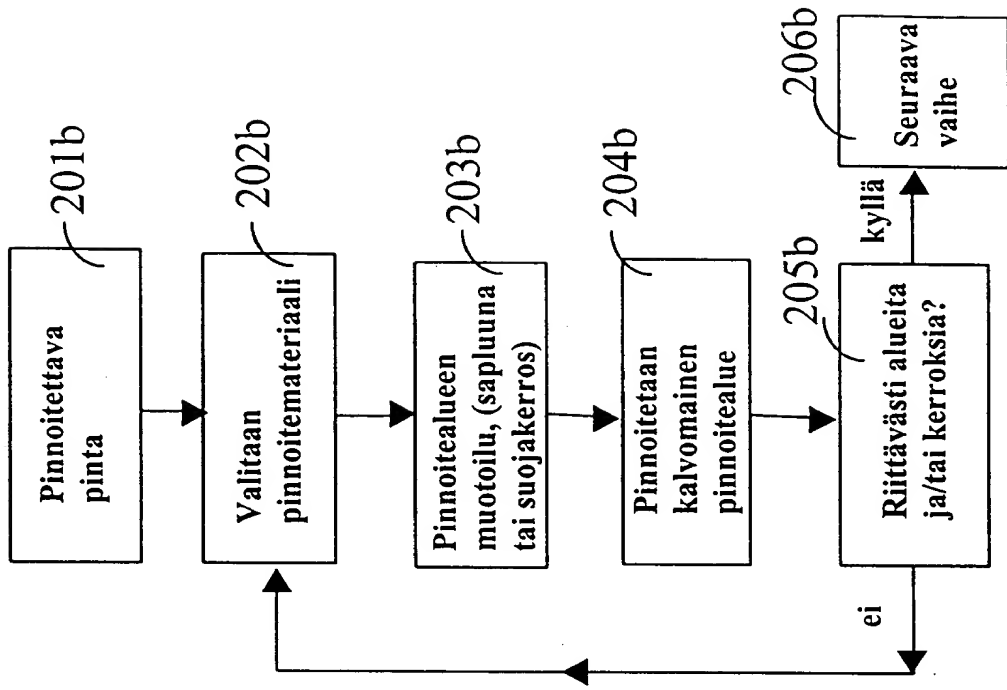 201b
Pinnoitettava
pinta
202b
Valitaan
pinnoitemateriaali
203b
Pinnoitealueen
muotoilu, (sapluuna
tai suojakerros)
204b
Pinnoitetaan
kalvomainen
pinnoitealue
205b
Riittävästi alueita
ja/tai kerroksia?
ei
kyllä
206b
Seuraava
vaihe